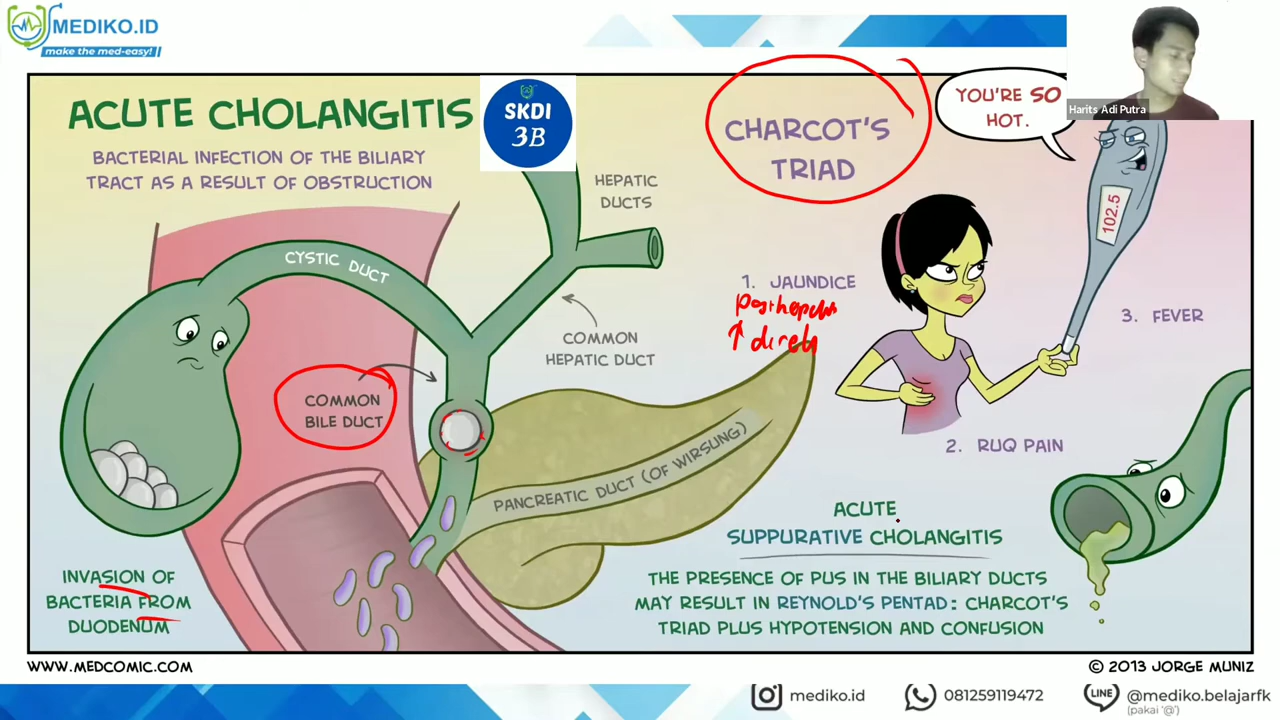 MEDIKO.ID
make the med-easy!
ACUTE CHOLANGITIS
BACTERIAL INFECTION OF THE BILIARY
TRACT AS A RESULT OF OBSTRUCTION
SKDI
3B
HEPATIC
DUCTS
CYSTIC DUCT
COMMON
HEPATIC DUCT
COMMON
BILE DUCT
PANCREATIC DUCT (OF WIRSUNG)
INVASION OF
BACTERIA FROM
DUODENUM
CHARCOT'S
TRIAD
YOU'RE SO
HOT.
Harits Adi Putra
102.5
1. JAUNDICE
↑ direk
3. FEVER
2. RUQ PAIN
ACUTE
SUPPURATIVE CHOLANGITIS
THE PRESENCE OF PUS IN THE BILIARY DUCTS
MAY RESULT IN REYNOLD'S PENTAD: CHARCOT'S
TRIAD PLUS HYPOTENSION AND CONFUSION
WWW.MEDCOMIC.COM
© 2013 JORGE MUNIZ
mediko.id
081259119472
LINE
@mediko.belajarfk
(pakai '@')